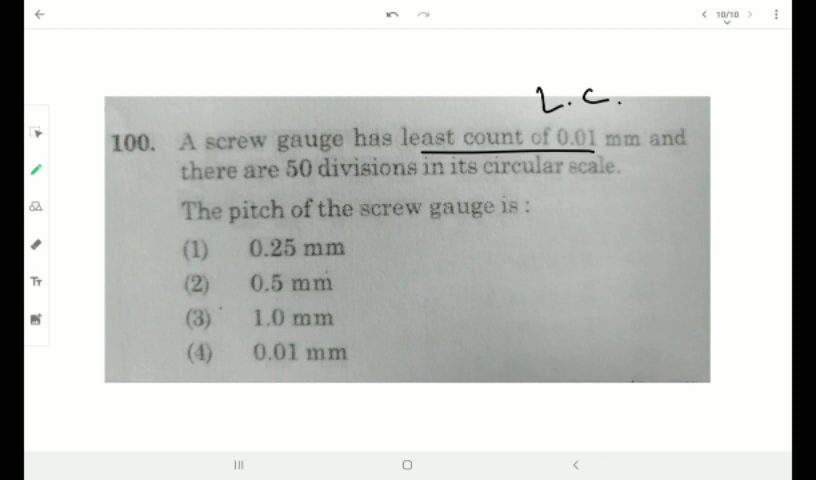 10/10
L.C.
100. A screw gauge has least count of 0.01 mm and
there are 50 divisions in its circular scale.
The pitch of the screw gauge is :
(1) 0.25 mm
(2) 0.5 mm
(3) 1.0 mm
(4) 0.01 mm
TT